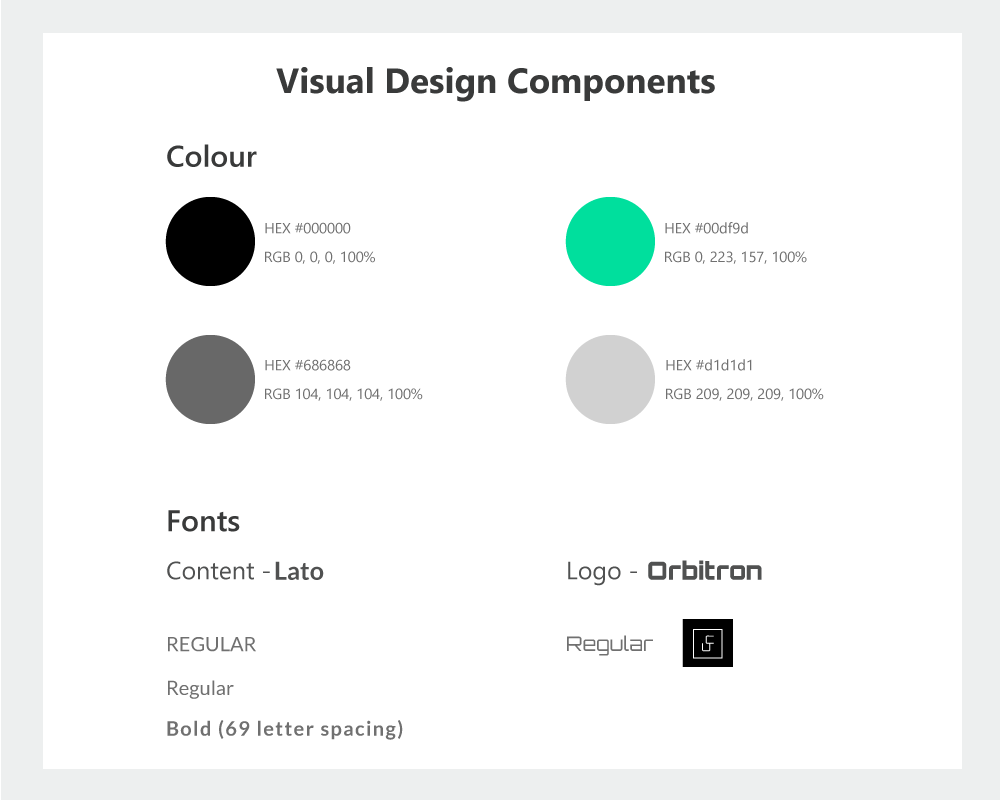 Visual Design Components
Colour
HEX #000000
RGB 0, 0, 0, 100%
HEX #00df9d
RGB 0, 223, 157, 100%
HEX #686868
RGB 104, 104, 104, 100%
HEX #d1d1d1
RGB 209, 209, 209, 100%
Fonts
Content - Lato
Logo - Orbitron
REGULAR
Regular
Regular
Bold (69 letter spacing)